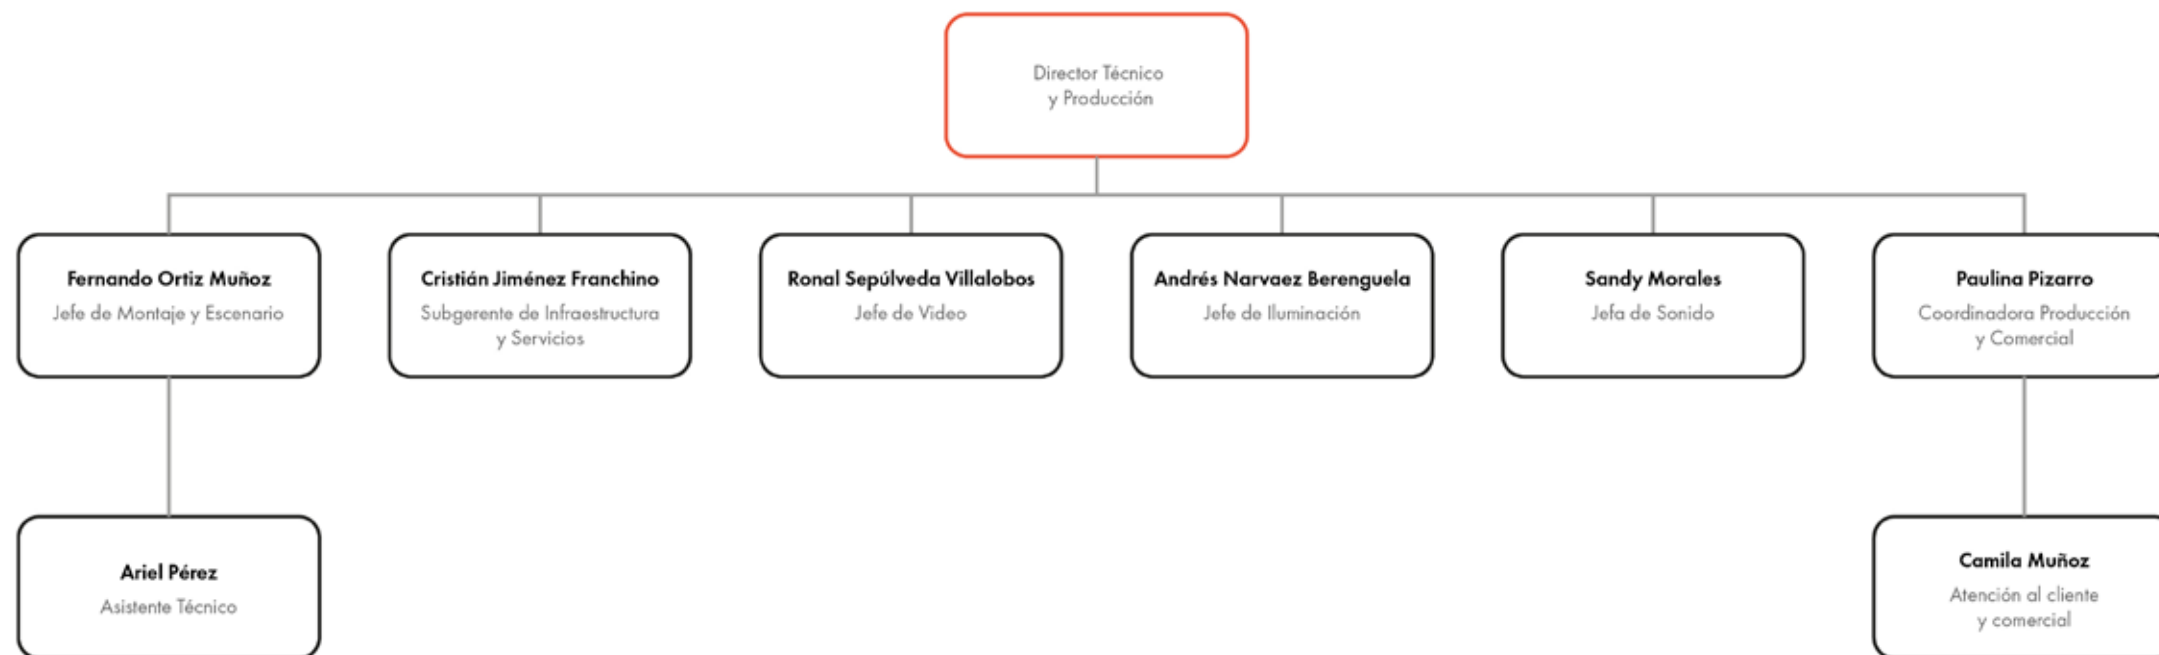 Director Técnico
y Producción
Fernando Ortiz Muñoz
Jefe de Montaje y Escenario
Cristián Jiménez Franchino
Subgerente de Infraestructura
y Servicios
Ronal Sepúlveda Villalobos
Jefe de Video
Andrés Narvaez Berenguela
Jefe de Iluminación
Sandy Morales
Jefa de Sonido
Paulina Pizarro
Coordinadora Producción
y Comercial
Ariel Pérez
Asistente Técnico
Camila Muñoz
Atención al cliente
y comercial